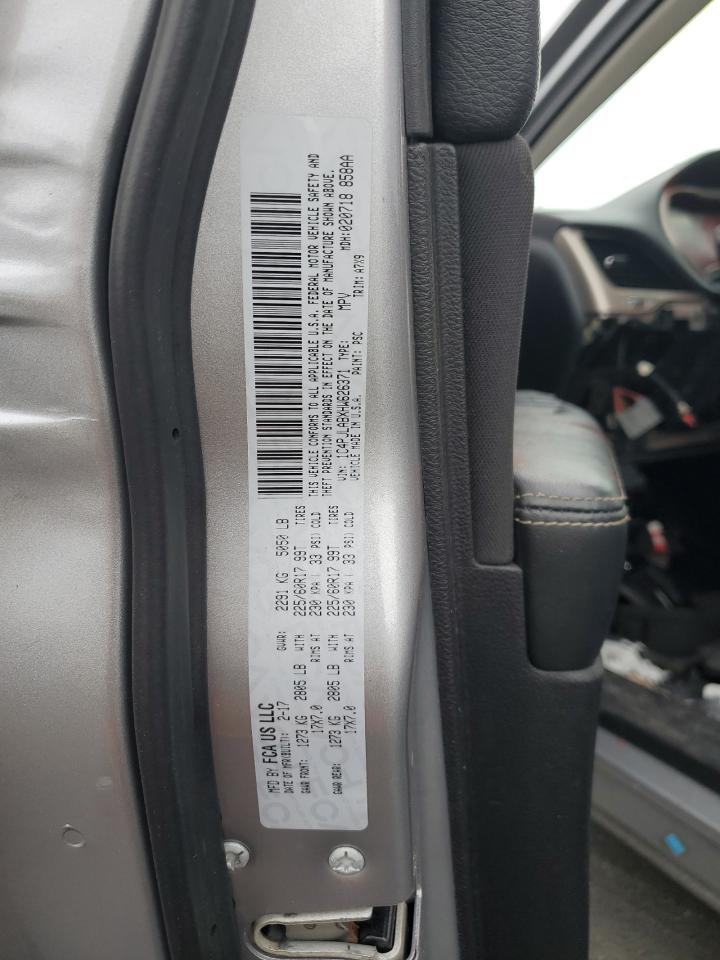 MFD BY FCA US LLC
DATE OF MFR(BUILT): 2-17 GVWR: 2291 KG 5050 LB
GAWR FRONT: 1273 KG 2805 LB WITH 225/60R17 99T TIRES
17X7.0 RIMS AT 230 KPA ( 33 PSI) COLD
GAWR REAR: 1273 KG 2805 LB WITH 225/60R17 99T TIRES
17X7.0 RIMS AT 230 KPA ( 33 PSI) COLD
THIS VEHICLE CONFORMS TO ALL APPLICABLE U.S.A. FEDERAL MOTOR VEHICLE SAFETY AND
THEFT PREVENTION STANDARDS IN EFFECT ON THE DATE OF MANUFACTURE SHOWN ABOVE.
VIN: 1C4PJLABXHW626371 TYPE: MPV MDH:020718 858AA
VEHICLE MADE IN U.S.A. PAINT: PSC TRIM: A7X9